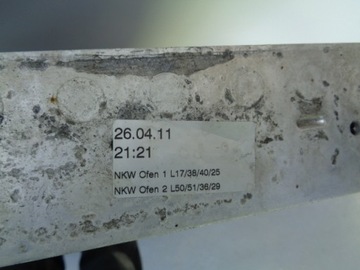 26.04.11
21:21
NKW Ofen 1 L17/38/40/25
NKW Ofen 2 L50/51/36/29